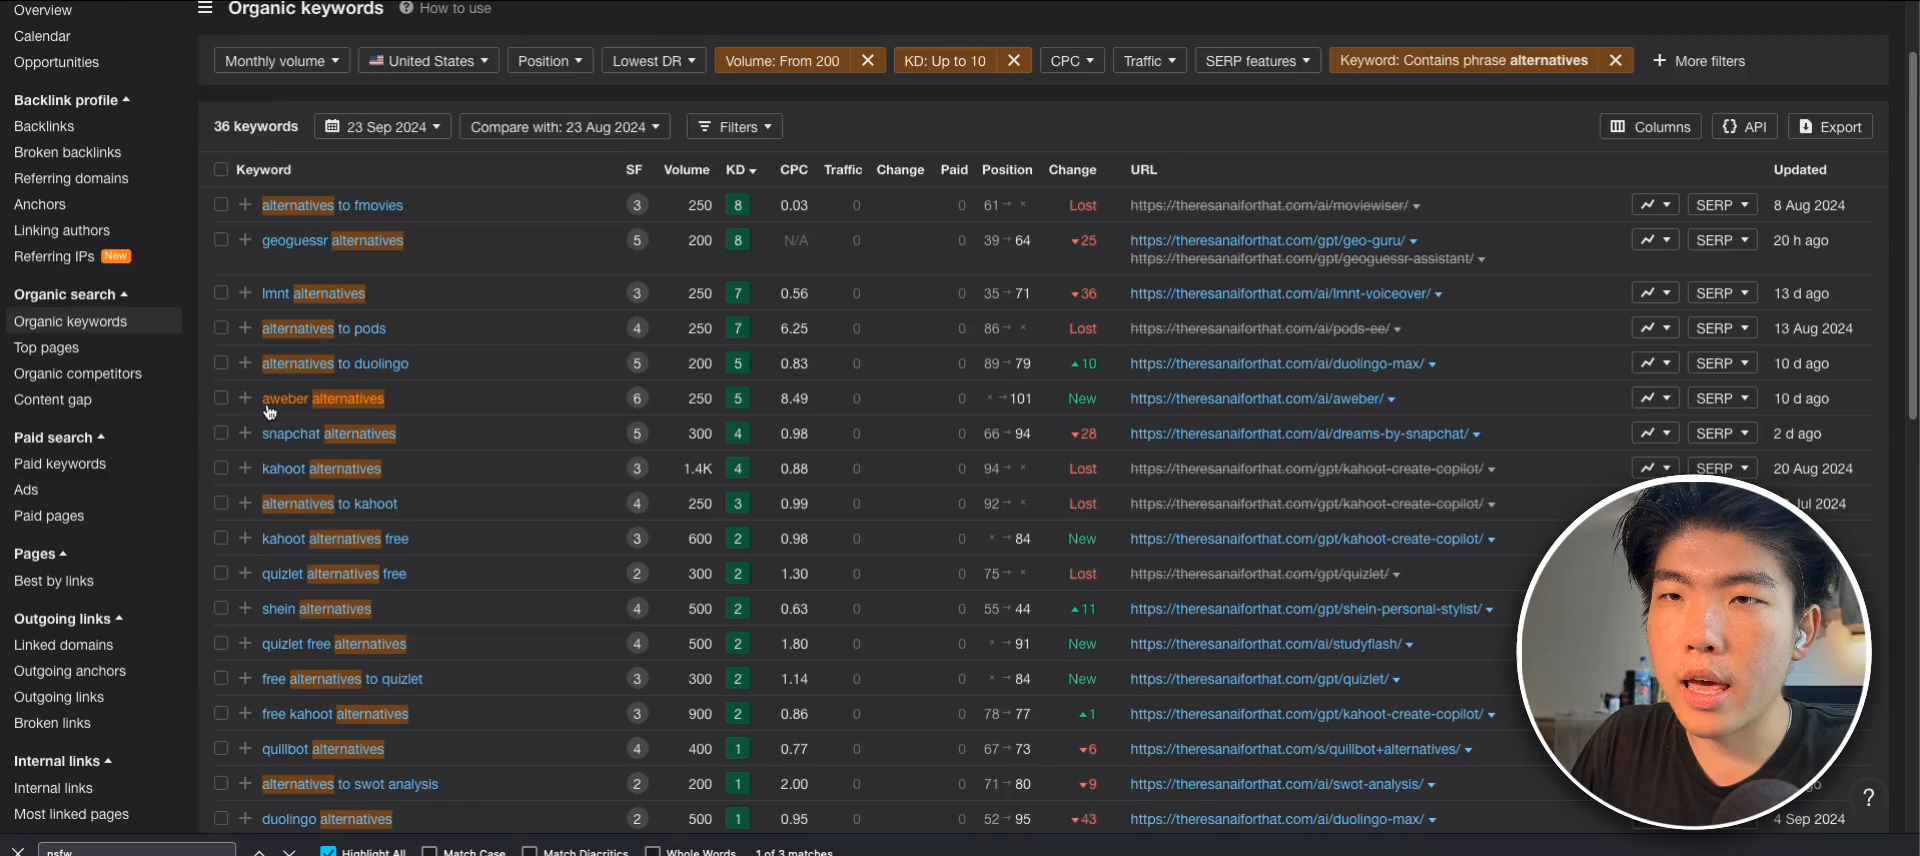 Overview
Calendar
Opportunities
Backlink profile
Backlinks
Broken backlinks
Referring domains
Anchors
Linking authors
Referring IPs New
Organic search
Organic keywords
Top pages
Organic competitors
Content gap
Paid search
Paid keywords
Ads
Paid pages
Pages
Best by links
Outgoing links
Linked domains
Outgoing anchors
Outgoing links
Broken links
Internal links
Internal links
Most linked pages
Organic keywords ? How to use
Monthly volume United States Position Lowest DR Volume: From 200 KD: Up to 10 CPC Traffic SERP features Keyword: Contains phrase alternatives + More filters
36 keywords 23 Sep 2024 Compare with: 23 Aug 2024 Filters Columns {} API Export
Keyword SF Volume KD CPC Traffic Change Paid Position Change URL Updated
alternatives to fmovies 3 250 8 0.03 0 0 61 → × Lost https://theresanaiforthat.com/ai/moviewiser/ SERP 8 Aug 2024
geoguessr alternatives 5 200 8 N/A 0 0 39 → 64 25 https://theresanaiforthat.com/gpt/geo-guru/ SERP 20 h ago
https://theresanaiforthat.com/gpt/geoguessr-assistant/
lmnt alternatives 3 250 7 0.56 0 0 35 → 71 36 https://theresanaiforthat.com/ai/lmnt-voiceover/ SERP 13 d ago
alternatives to pods 4 250 7 6.25 0 0 86 → × Lost https://theresanaiforthat.com/ai/pods-ee/ SERP 13 Aug 2024
alternatives to duolingo 5 200 5 0.83 0 0 89 → 79 10 https://theresanaiforthat.com/ai/duolingo-max/ SERP 10 d ago
aweber alternatives 6 250 5 8.49 0 0 × → 101 New https://theresanaiforthat.com/ai/aweber/ SERP 10 d ago
snapchat alternatives 5 300 4 0.98 0 0 66 → 94 28 https://theresanaiforthat.com/ai/dreams-by-snapchat/ SERP 2 d ago
kahoot alternatives 3 1.4K 4 0.88 0 0 94 → × Lost https://theresanaiforthat.com/gpt/kahoot-create-copilot/ SERP 20 Aug 2024
alternatives to kahoot 4 250 3 0.99 0 0 92 → × Lost https://theresanaiforthat.com/gpt/kahoot-create-copilot/ Jul 2024
kahoot alternatives free 3 600 2 0.98 0 0 × → 84 New https://theresanaiforthat.com/gpt/kahoot-create-copilot/
quizlet alternatives free 2 300 2 1.30 0 0 75 → × Lost https://theresanaiforthat.com/gpt/quizlet/
shein alternatives 4 500 2 0.63 0 0 55 → 44 11 https://theresanaiforthat.com/gpt/shein-personal-stylist/
quizlet free alternatives 4 500 2 1.80 0 0 × → 91 New https://theresanaiforthat.com/ai/studyflash/
free alternatives to quizlet 3 300 2 1.14 0 0 × → 84 New https://theresanaiforthat.com/gpt/quizlet/
free kahoot alternatives 3 900 2 0.86 0 0 78 → 77 1 https://theresanaiforthat.com/gpt/kahoot-create-copilot/
quillbot alternatives 4 400 1 0.77 0 0 67 → 73 6 https://theresanaiforthat.com/s/quillbot+alternatives/
alternatives to swot analysis 2 200 1 2.00 0 0 71 → 80 9 https://theresanaiforthat.com/ai/swot-analysis/ go
duolingo alternatives 2 500 1 0.95 0 0 52 → 95 43 https://theresanaiforthat.com/ai/duolingo-max/ 4 Sep 2024
?
nsfw Highlight All Match Case Match Diacritics Whole Words 1 of 3 matches